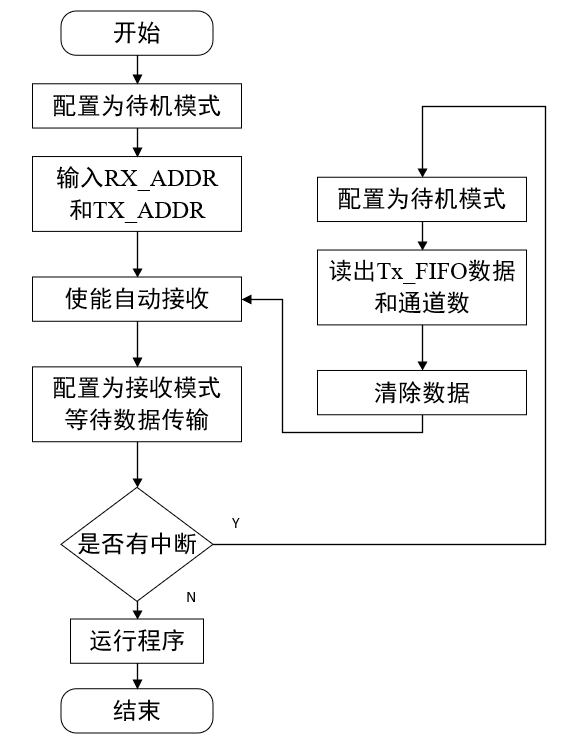 开始
配置为待机模式
输入RX_ADDR
和TX_ADDR
使能自动接收
配置为接收模式
等待数据传输
是否有中断
Y
N
运行程序
结束
配置为待机模式
读出Tx_FIFO数据
和通道数
清除数据